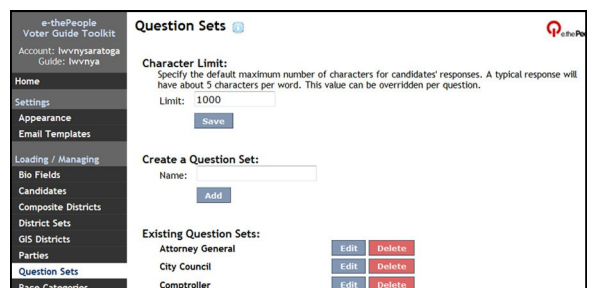 e-thePeople
Voter Guide Toolkit
Account: lwvnysaratoga
Guide: lwvnya
Home
Settings
Appearance
Email Templates
Loading / Managing
Bio Fields
Candidates
Composite Districts
District Sets
GIS Districts
Parties
Question Sets
Race Categories
Question Sets
e the Peo
Character Limit:
Specify the default maximum number of characters for candidates' responses. A typical response will
have about 5 characters per word. This value can be overridden per question.
Limit: 1000
Save
Create a Question Set:
Name:
Add
Existing Question Sets:
Attorney General Edit Delete
City Council Edit Delete
Comptroller Edit Delete